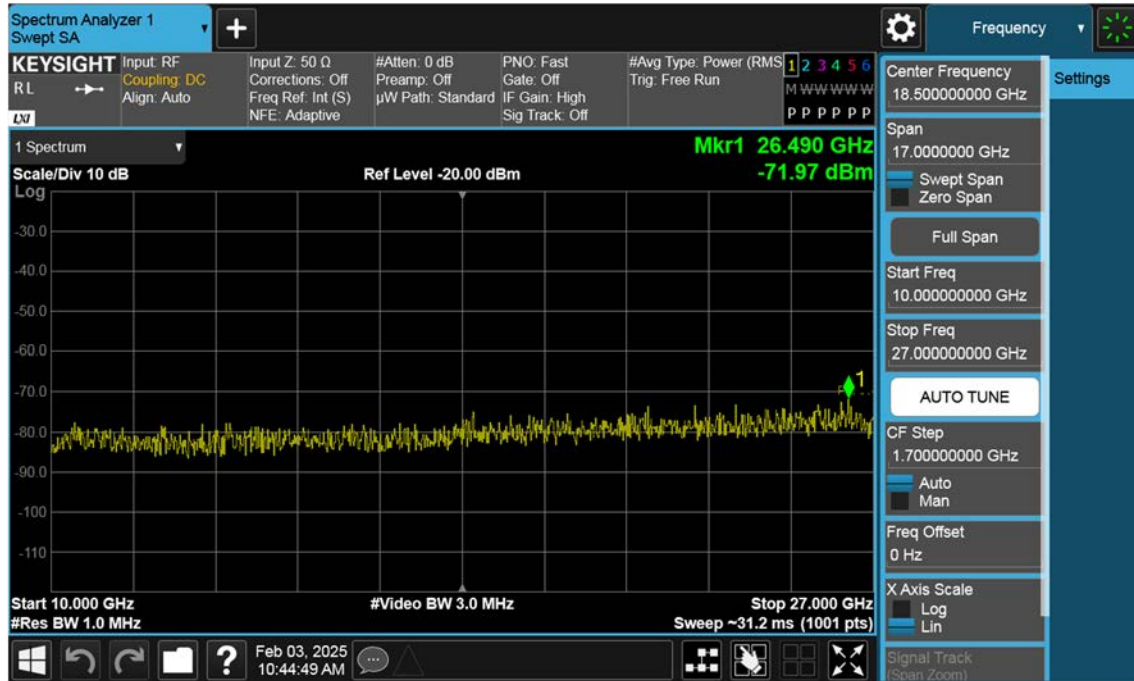 Spectrum Analyzer 1
Swept SA
Frequency
KEYSIGHT
R L
LXI
Input: RF
Coupling: DC
Align: Auto
Input Z: 50 Ω
Corrections: Off
Freq Ref: Int (S)
NFE: Adaptive
#Atten: 0 dB
Preamp: Off
µW Path: Standard
PNO: Fast
Gate: Off
IF Gain: High
Sig Track: Off
#Avg Type: Power (RMS
Trig: Free Run
1 2 3 4 5 6
M W W W W W
P P P P P P
1 Spectrum
Mkr1 26.490 GHz
-71.97 dBm
Scale/Div 10 dB
Ref Level -20.00 dBm
Log
-30.0
-40.0
-50.0
-60.0
-70.0
-80.0
-90.0
-100
-110
1
Start 10.000 GHz
#Video BW 3.0 MHz
Stop 27.000 GHz
#Res BW 1.0 MHz
Sweep ~31.2 ms (1001 pts)
Feb 03, 2025
10:44:49 AM
Center Frequency
18.500000000 GHz
Span
17.0000000 GHz
Swept Span
Zero Span
Full Span
Start Freq
10.000000000 GHz
Stop Freq
27.000000000 GHz
AUTO TUNE
CF Step
1.700000000 GHz
Auto
Man
Freq Offset
0 Hz
X Axis Scale
Log
Lin
Signal Track
(Span Zoom)
Settings